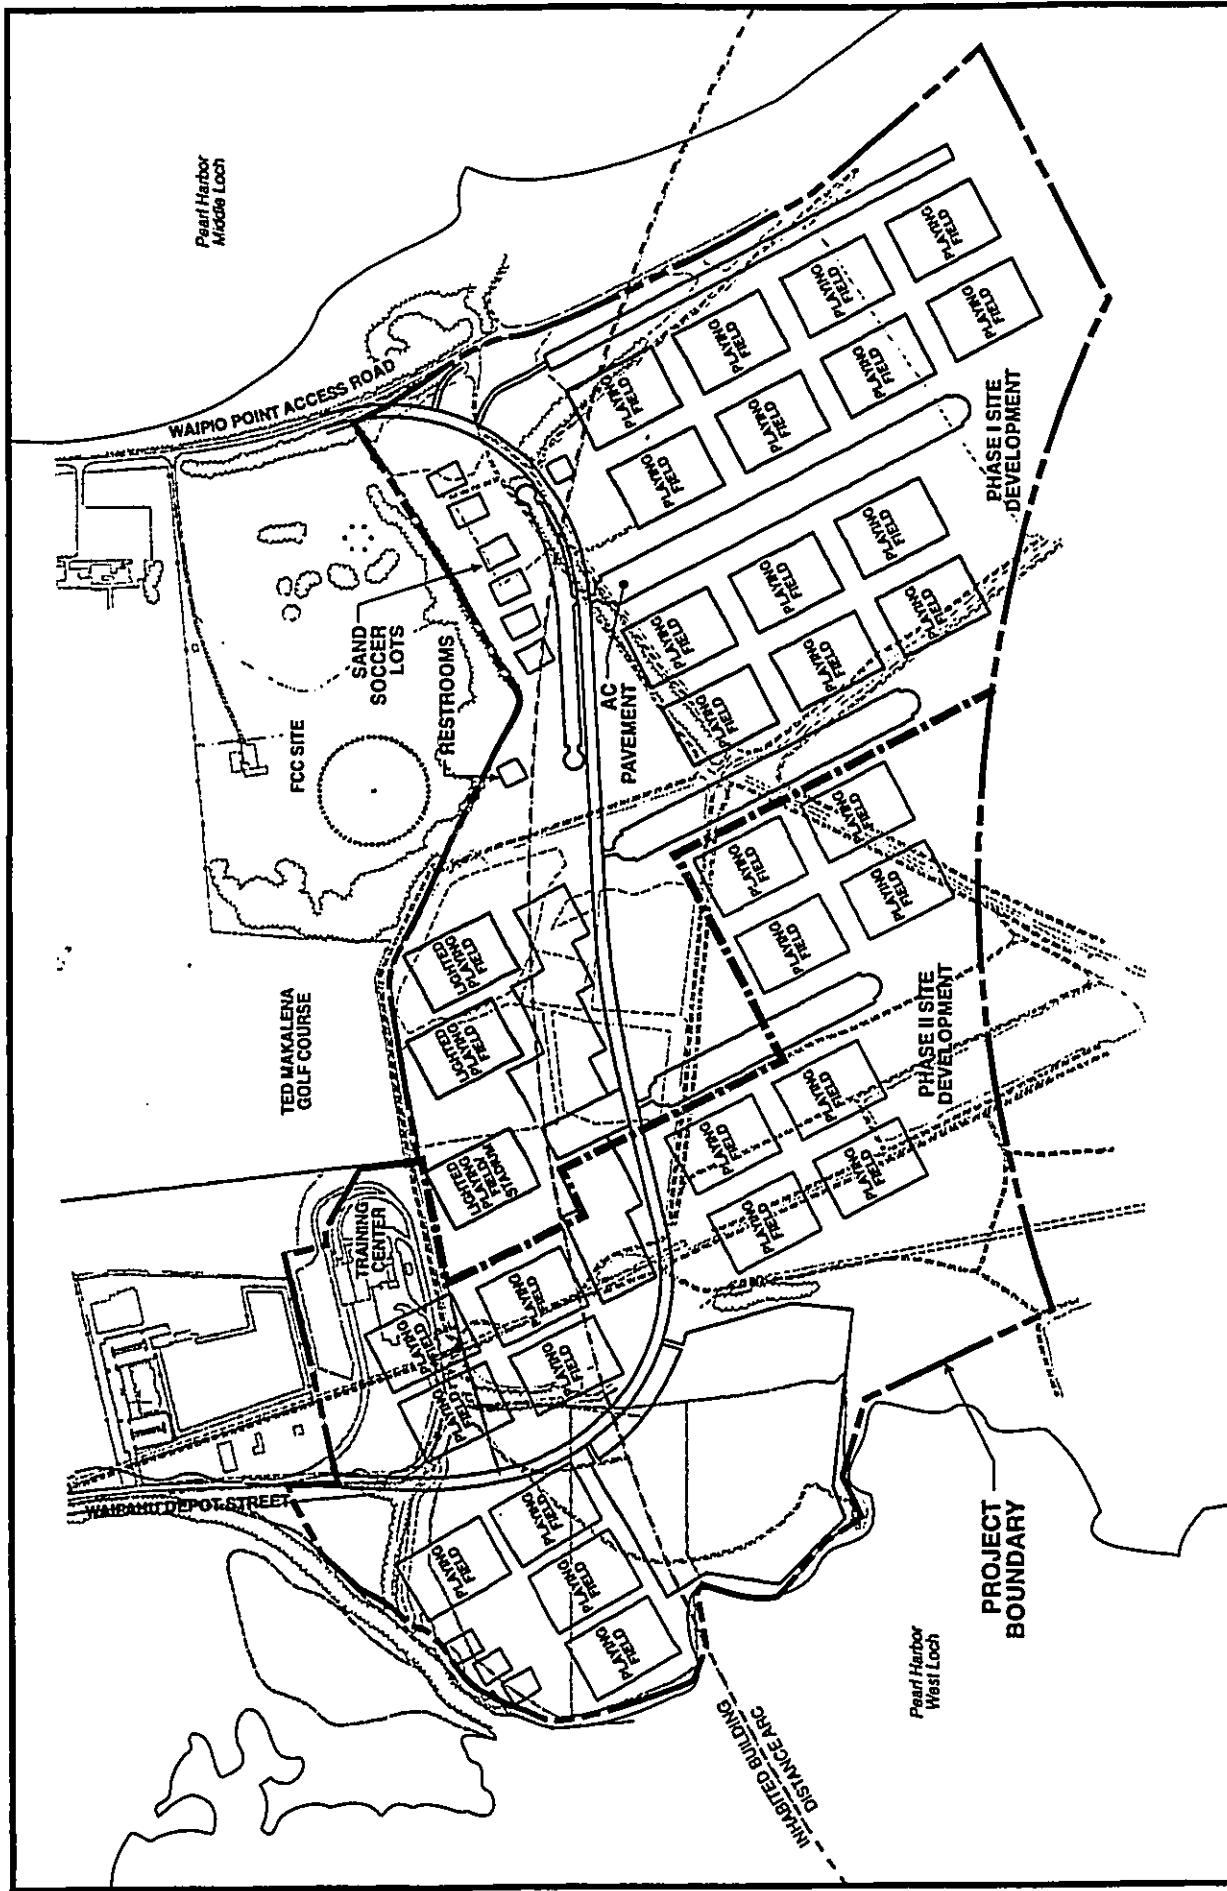 Pearl Harbor
Middle Loch
WAIPIO POINT ACCESS ROAD
SAND
SOCCER
LOTS
RESTROOMS
FCC SITE
AC
PAVEMENT
TED MAKALENA
GOLF COURSE
TRAINING
CENTER
WAIPAHU DEPOT STREET
LIGHTED
PLAYING
FIELD
LIGHTED
PLAYING
FIELD
LIGHTED
PLAYING
FIELD/
STADIUM
PLAYING
FIELD
PLAYING
FIELD
PLAYING
FIELD
PLAYING
FIELD
PLAYING
FIELD
PLAYING
FIELD
PLAYING
FIELD
PLAYING
FIELD
PLAYING
FIELD
PLAYING
FIELD
PLAYING
FIELD
PLAYING
FIELD
PLAYING
FIELD
PLAYING
FIELD
PHASE I SITE
DEVELOPMENT
PLAYING
FIELD
PLAYING
FIELD
PLAYING
FIELD
PLAYING
FIELD
PLAYING
FIELD
PLAYING
FIELD
PLAYING
FIELD
PLAYING
FIELD
PHASE II SITE
DEVELOPMENT
PLAYING
FIELD
PLAYING
FIELD
PLAYING
FIELD
PLAYING
FIELD
PLAYING
FIELD
PLAYING
FIELD
PLAYING
FIELD
PLAYING
FIELD
PROJECT
BOUNDARY
Pearl Harbor
West Loch
INHABITED BUILDING
DISTANCE ARC